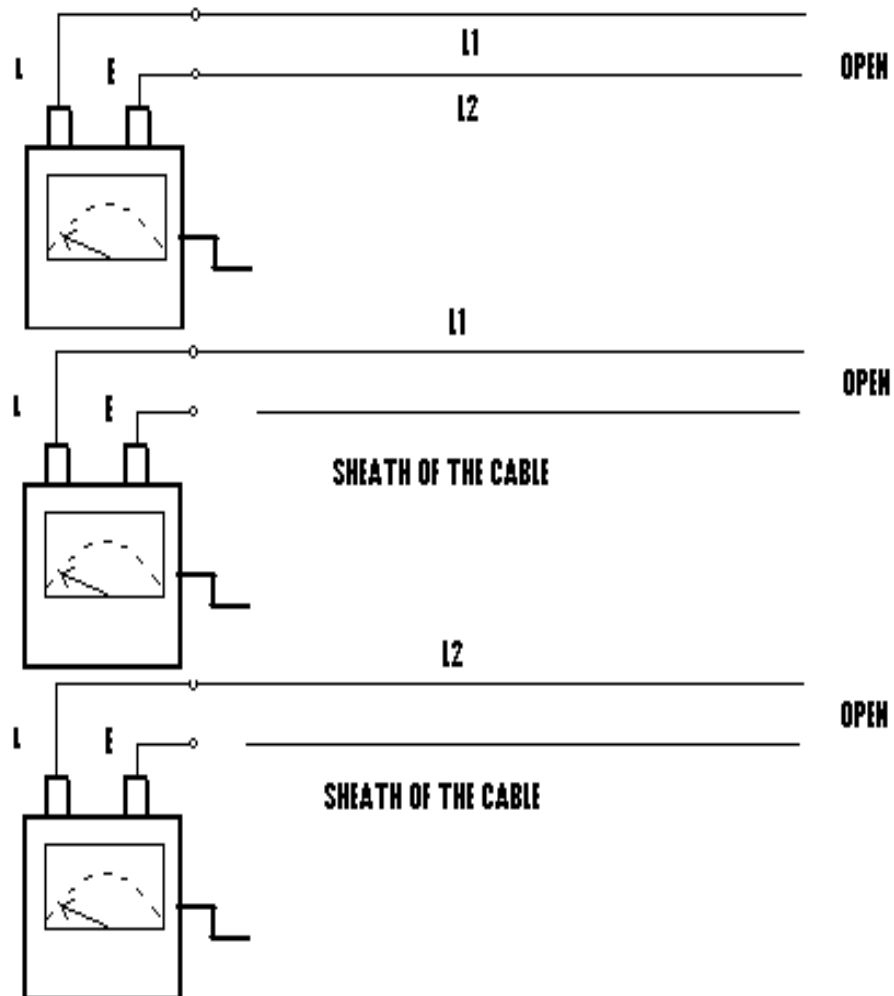 L1
L E OPEN
L2
L1
L E OPEN
SHEATH OF THE CABLE
L2
L E OPEN
SHEATH OF THE CABLE